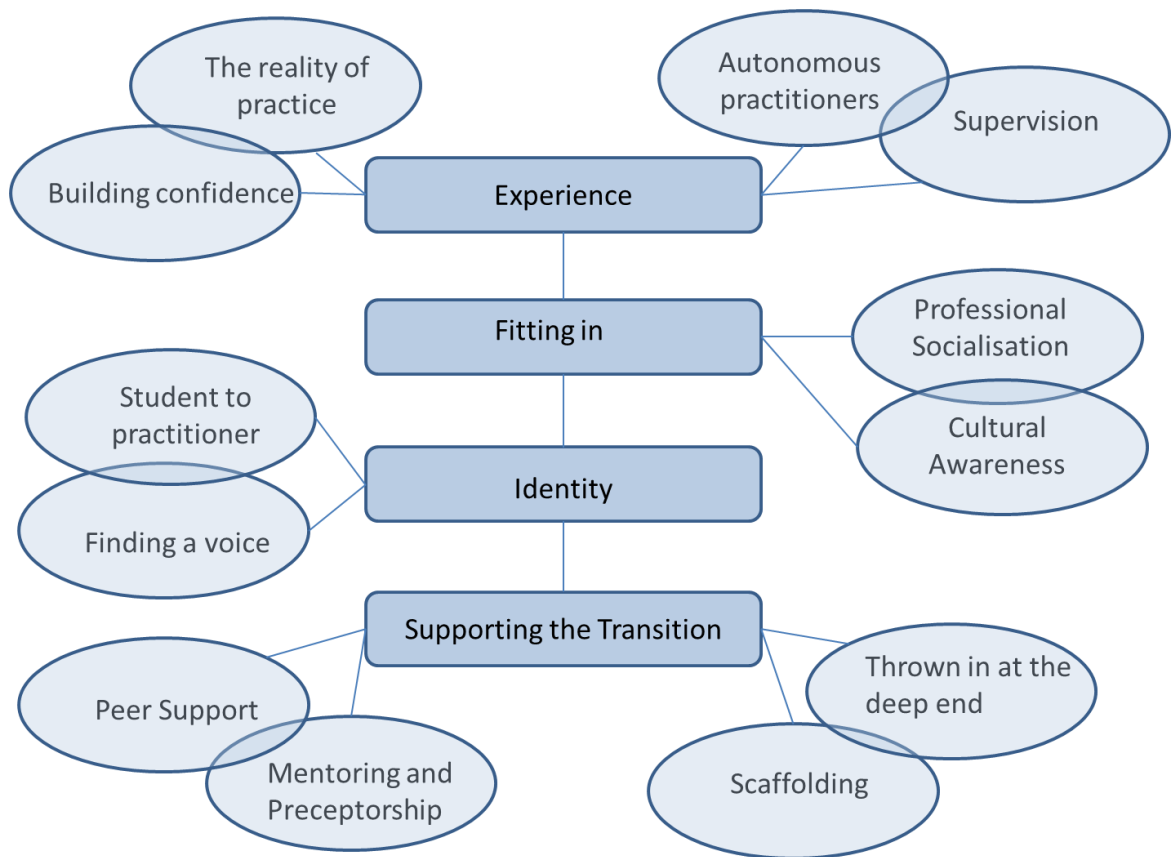 The reality of
practice
Building confidence
Autonomous
practitioners
Supervision
Experience
Fitting in
Professional
Socialisation
Cultural
Awareness
Student to
practitioner
Finding a voice
Identity
Supporting the Transition
Peer Support
Mentoring and
Preceptorship
Thrown in at the
deep end
Scaffolding